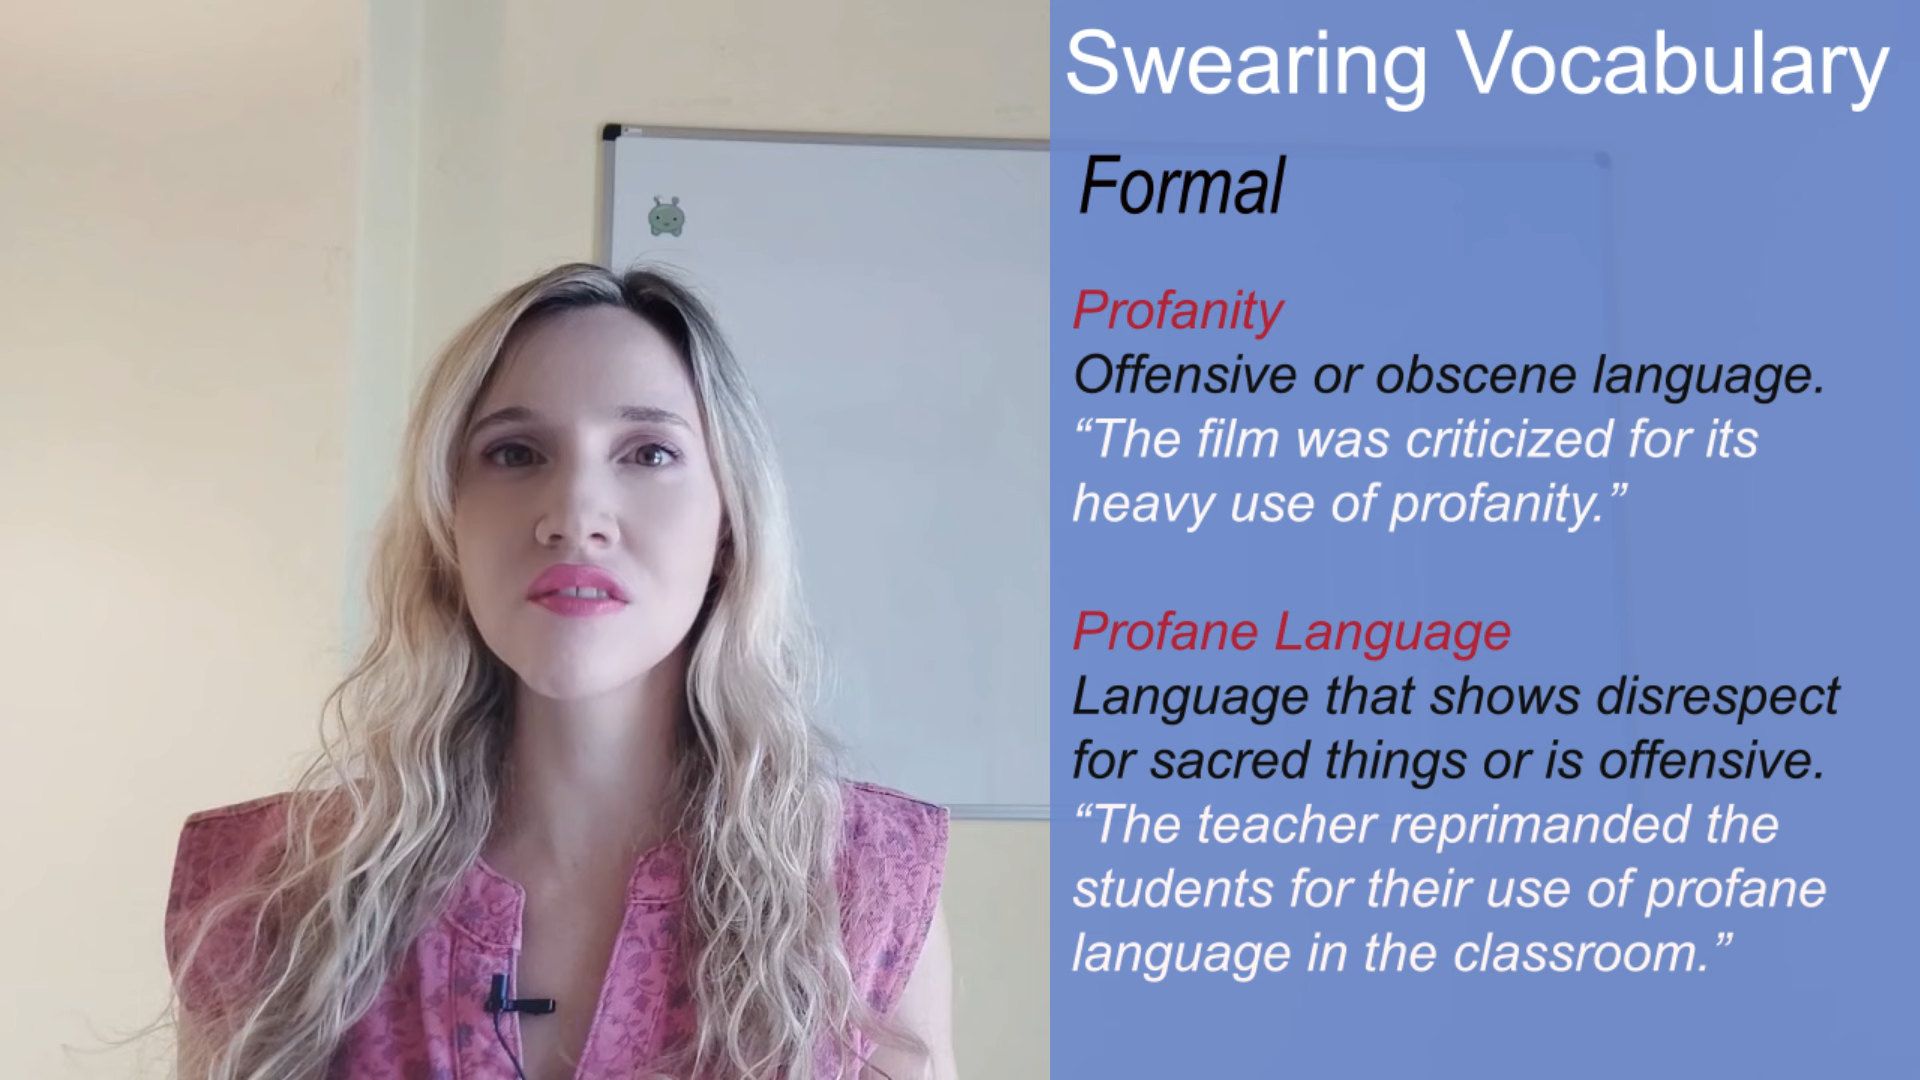 Swearing Vocabulary
Formal
Profanity
Offensive or obscene language.
“The film was criticized for its
heavy use of profanity.”
Profane Language
Language that shows disrespect
for sacred things or is offensive.
“The teacher reprimanded the
students for their use of profane
language in the classroom.”